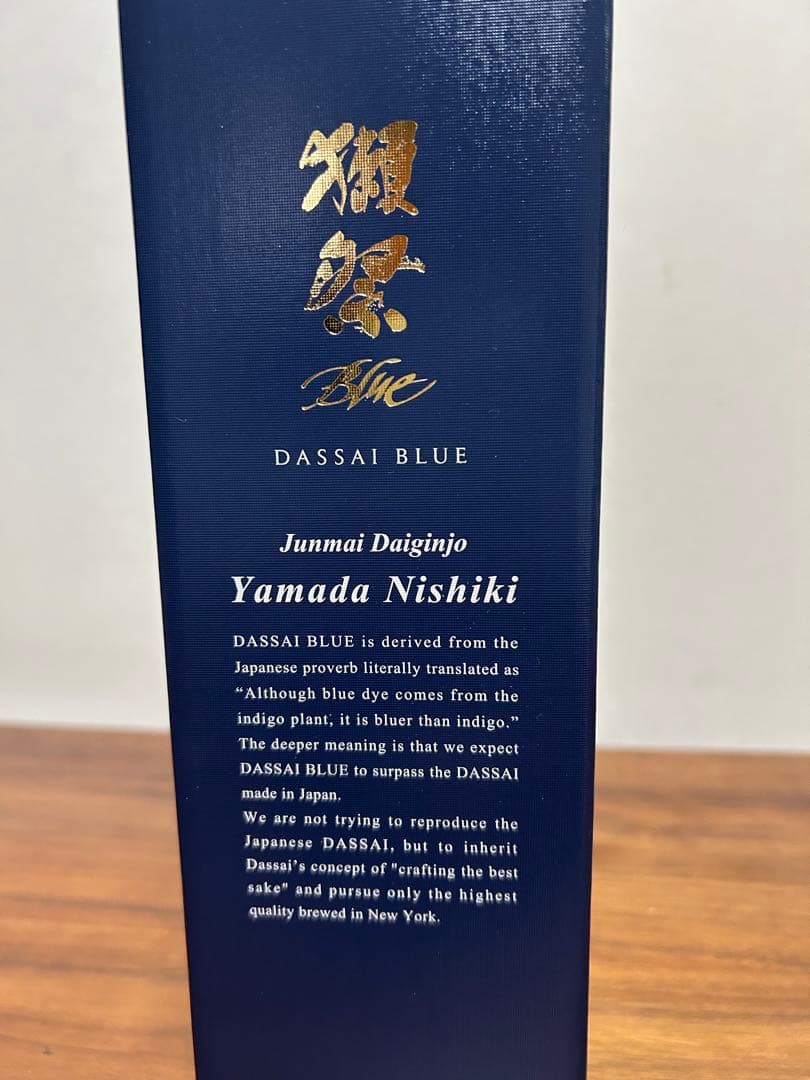 獺
祭
Blue
DASSAI BLUE
Junmai Daiginjo
Yamada Nishiki
DASSAI BLUE is derived from the
Japanese proverb literally translated as
“Although blue dye comes from the
indigo plant, it is bluer than indigo.”
The deeper meaning is that we expect
DASSAI BLUE to surpass the DASSAI
made in Japan.
We are not trying to reproduce the
Japanese DASSAI, but to inherit
Dassai’s concept of "crafting the best
sake" and pursue only the highest
quality brewed in New York.